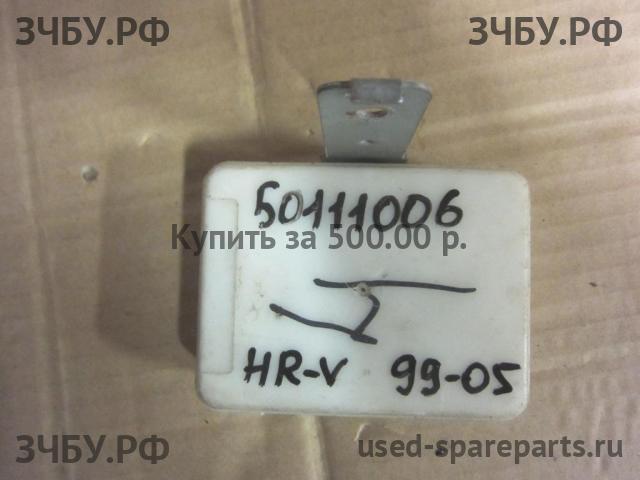 ЗЧБУ.РФ ЗЧБУ.РФ
50111006
Купить за 500.00 р.
HR-V 99-05
ЗЧБУ.РФ used-spareparts.ru